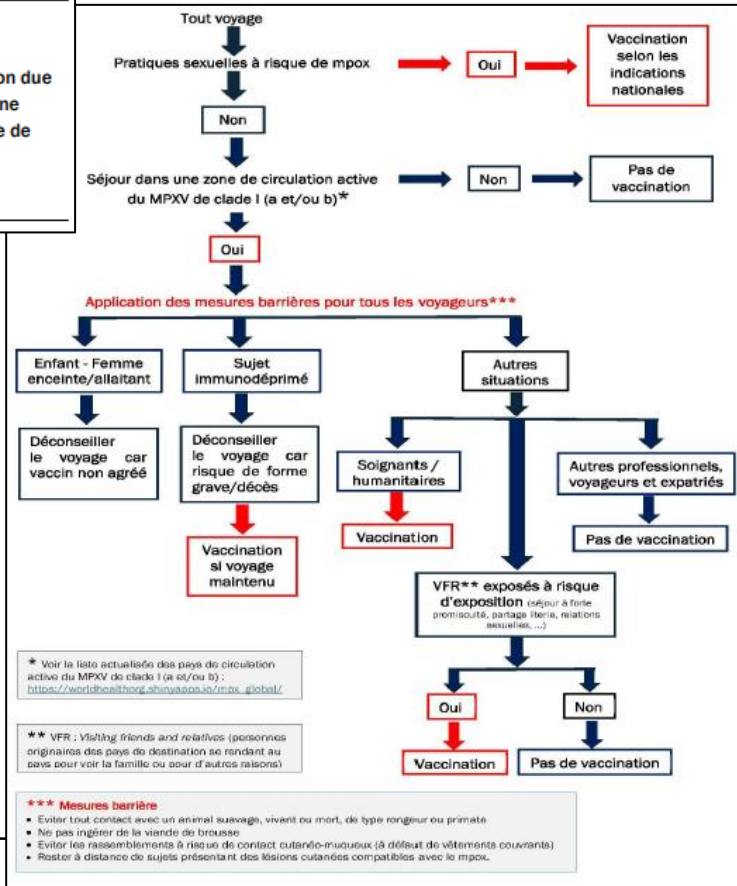 on due
ne
e de
Tout voyage
Pratiques sexuelles à risque de mpox
Oui
Vaccination
selon les
indications
nationales
Non
Séjour dans une zone de circulation active
du MPXV de clade I (a et/ou b)*
Non
Pas de
vaccination
Oui
Application des mesures barrières pour tous les voyageurs***
Enfant - Femme
enceinte/allaitant
Sujet
immunodéprimé
Autres
situations
Déconseiller
le voyage car
vaccin non agréé
Déconseiller
le voyage car
risque de forme
grave/décès
Vaccination
si voyage
maintenu
Soignants /
humanitaires
Vaccination
Autres professionnels,
voyageurs et expatriés
Pas de vaccination
VFR** exposés à risque
d'exposition (séjour à forte
promiscuité, partage literie, relations
sexuelles, ...)
Oui
Non
Vaccination
Pas de vaccination
* Voir la liste actualisée des pays de circulation
active du MPXV de clade I (a et/ou b) :
https://worldhealthorg.shinyapps.io/mpx_global/
** VFR : Visiting friends and relatives (personnes
originaires des pays de destination se rendant au
pays pour voir la famille ou pour d'autres raisons)
*** Mesures barrière
• Eviter tout contact avec un animal sauvage, vivant ou mort, de type rongeur ou primate
• Ne pas ingérer de la viande de brousse
• Eviter les rassemblements à risque de contact cutanéo-muqueux (à défaut de vêtements couvrants)
• Rester à distance de sujets présentant des lésions cutanées compatibles avec le mpox.